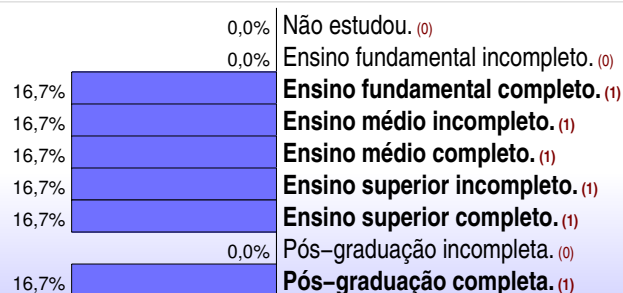 0,0% Não estudou. (0)
0,0% Ensino fundamental incompleto. (0)
16,7% Ensino fundamental completo. (1)
16,7% Ensino médio incompleto. (1)
16,7% Ensino médio completo. (1)
16,7% Ensino superior incompleto. (1)
16,7% Ensino superior completo. (1)
0,0% Pós−graduação incompleta. (0)
16,7% Pós−graduação completa. (1)